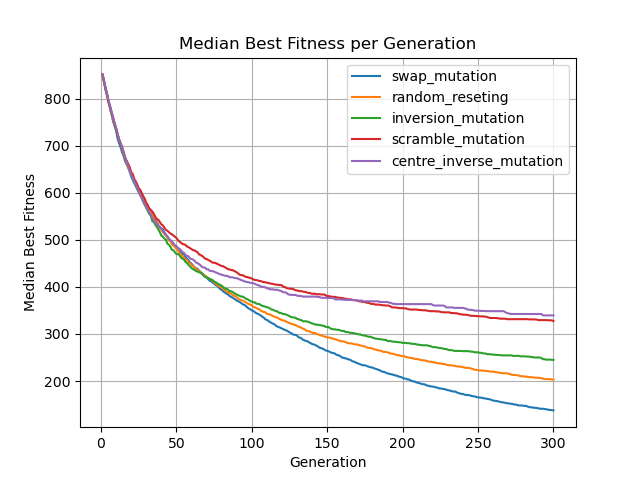 Median Best Fitness per Generation
swap_mutation
random_reseting
inversion_mutation
scramble_mutation
centre_inverse_mutation
Median Best Fitness
800
700
600
500
400
300
200
0
50
100
150
200
250
300
Generation